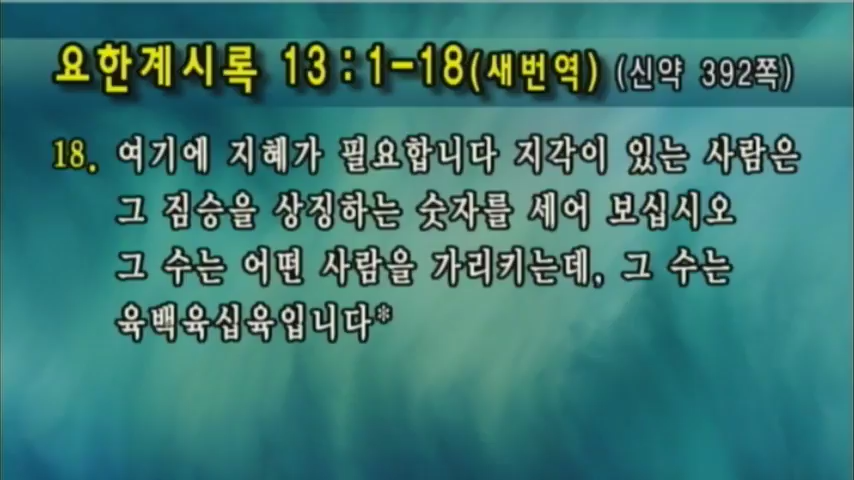 요한계시록 13:1-18(새번역) (신약 392쪽)
18. 여기에 지혜가 필요합니다 지각이 있는 사람은
그 짐승을 상징하는 숫자를 세어 보십시오
그 수는 어떤 사람을 가리키는데, 그 수는
육백육십육입니다*